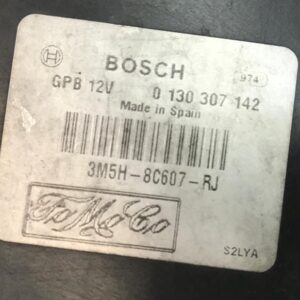 BOSCH
974
GPB 12V 0 130 307 142
Made in Spain
3M5H-8C607-RJ
FoMoCo
S2LYA